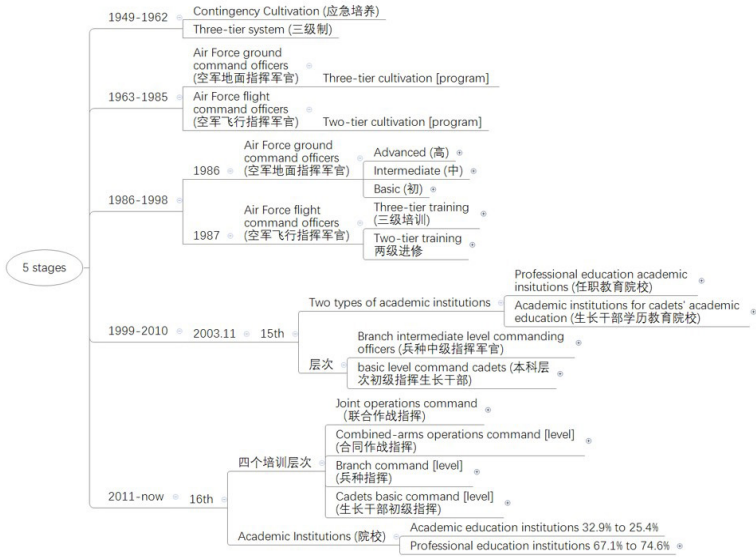 5 stages
1949-1962
Contingency Cultivation (应急培养)
Three-tier system (三级制)
1963-1985
Air Force ground
command officers
(空军地面指挥军官)
Three-tier cultivation [program]
Air Force flight
command officers
(空军飞行指挥军官)
Two-tier cultivation [program]
1986-1998
1986
Air Force ground
command officers
(空军地面指挥军官)
Advanced (高)
Intermediate (中)
Basic (初)
1987
Air Force flight
command officers
(空军飞行指挥军官)
Three-tier training
(三级培训)
Two-tier training
两级进修
1999-2010
2003.11
15th
Two types of academic institutions
Professional education academic
insitutions (任职教育院校)
Academic institutions for cadets' academic
education (生长干部学历教育院校)
层次
Branch intermediate level commanding
officers (兵种中级指挥军官)
basic level command cadets (本科层
次初级指挥生长干部)
2011-now
16th
四个培训层次
Joint operations command
（联合作战指挥)
Combined-arms operations command [level]
(合同作战指挥)
Branch command [level]
(兵种指挥)
Cadets basic command [level]
(生长干部初级指挥)
Academic Institutions (院校)
Academic education institutions 32.9% to 25.4%
Professional education institutions 67.1% to 74.6%